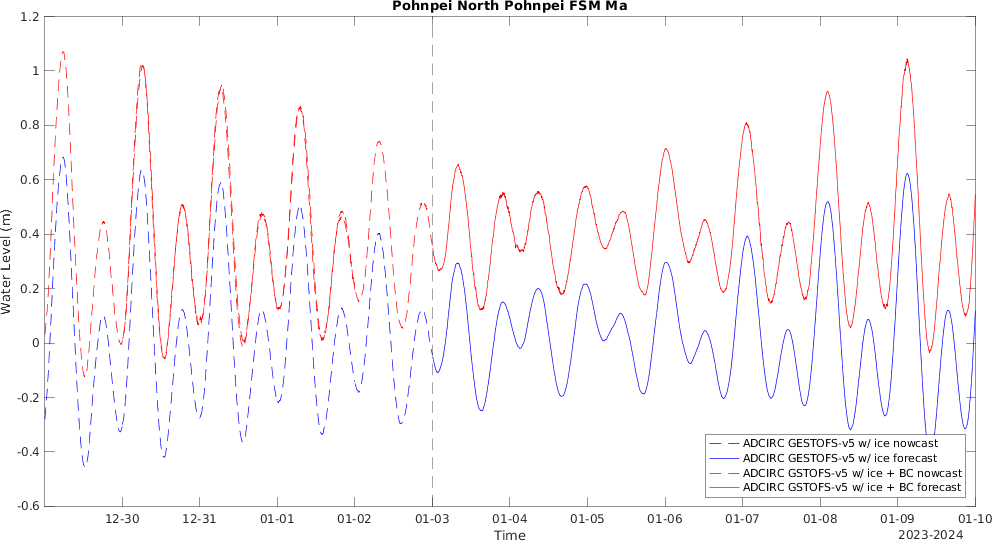 Pohnpei North Pohnpei FSM Ma
1.2
1
0.8
0.6
0.4
0.2
0
-0.2
-0.4
-0.6
Water Level (m)
ADCIRC GESTOFS-v5 w/ ice nowcast
ADCIRC GESTOFS-v5 w/ ice forecast
ADCIRC GSTOFS-v5 w/ ice + BC nowcast
ADCIRC GSTOFS-v5 w/ ice + BC forecast
12-30 12-31 01-01 01-02 01-03 01-04 01-05 01-06 01-07 01-08 01-09 01-10
Time
2023-2024